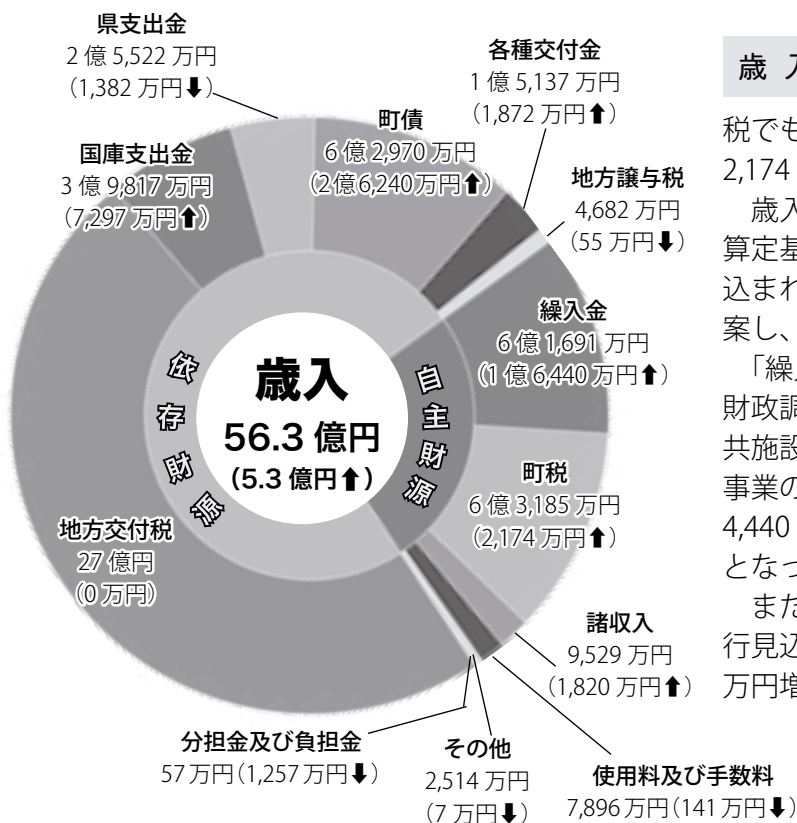 県支出金
2億5,522万円
(1,382万円⬇)
各種交付金
1億5,137万円
(1,872万円⬆)
町債
6億2,970万円
(2億6,240万円⬆)
国庫支出金
3億9,817万円
(7,297万円⬆)
地方譲与税
4,682万円
(55万円⬇)
繰入金
6億1,691万円
(1億6,440万円⬆)
歳入
56.3億円
(5.3億円⬆)
依存財源
自主財源
町税
6億3,185万円
(2,174万円⬆)
地方交付税
27億円
(0万円)
諸収入
9,529万円
(1,820万円⬆)
分担金及び負担金
57万円(1,257万円⬇)
その他
2,514万円
(7万円⬇)
使用料及び手数料
7,896万円(141万円⬇)
歳
税でも
2,174
歳入
算定基
込まれ
案し、
「繰
財政調
共施設
事業の
4,440
となっ
また
行見込
万円増